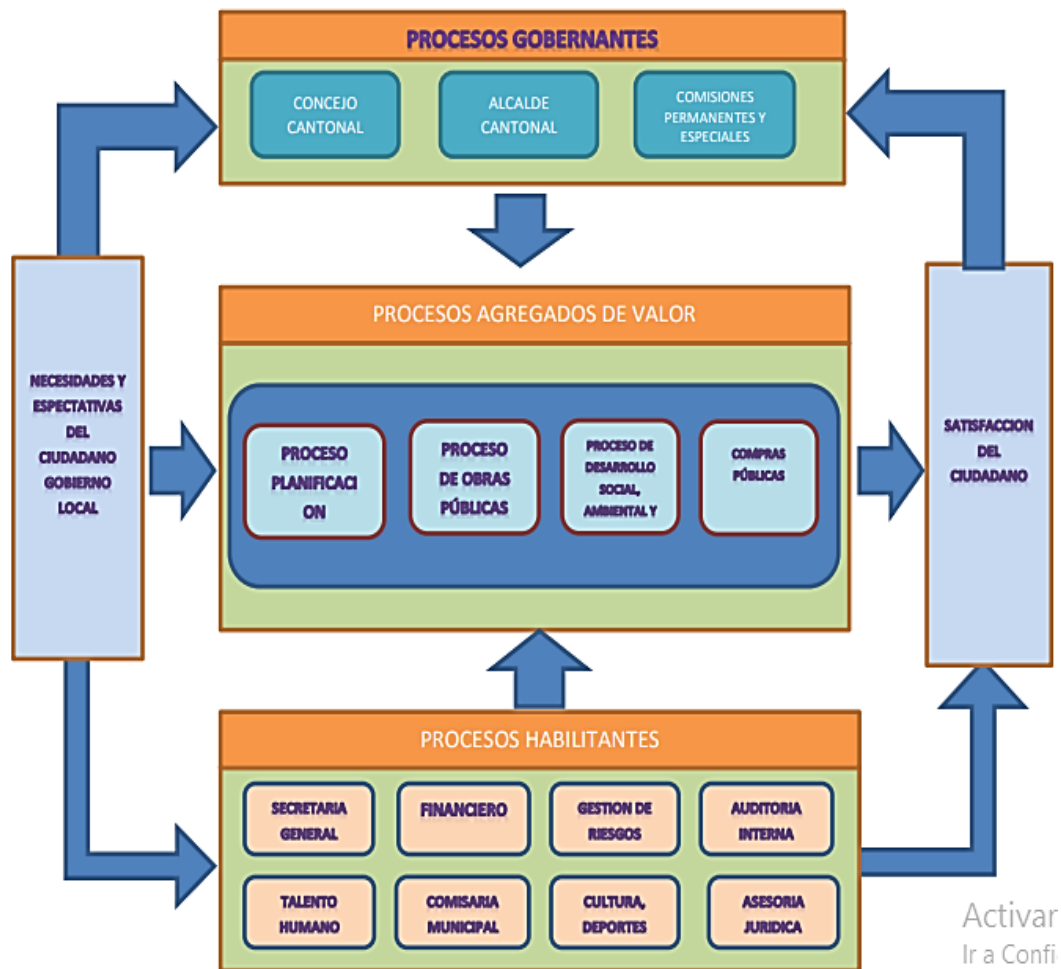 PROCESOS GOBERNANTES
CONCEJO
CANTONAL
ALCALDE
CANTONAL
COMISIONES
PERMANENTES Y
ESPECIALES
NECESIDADES Y
ESPECTATIVAS
DEL
CIUDADANO
GOBIERNO
LOCAL
PROCESOS AGREGADOS DE VALOR
PROCESO
PLANIFICACI
ON
PROCESO
DE OBRAS
PÚBLICAS
PROCESO DE
DESARROLLO
SOCIAL,
AMBIENTAL Y
COMPRAS
PÚBLICAS
SATISFACCION
DEL
CIUDADANO
PROCESOS HABILITANTES
SECRETARIA
GENERAL
FINANCIERO
GESTION DE
RIESGOS
AUDITORIA
INTERNA
TALENTO
HUMANO
COMISARIA
MUNICIPAL
CULTURA,
DEPORTES
ASESORIA
JURIDICA
Activar
Ir a Confi